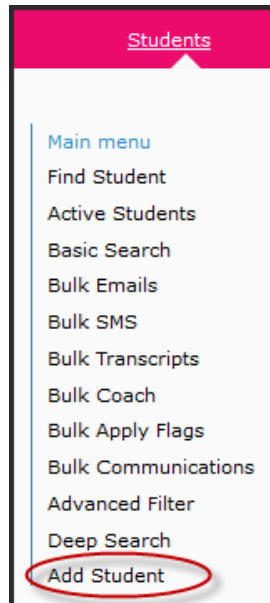 Students
Main menu
Find Student
Active Students
Basic Search
Bulk Emails
Bulk SMS
Bulk Transcripts
Bulk Coach
Bulk Apply Flags
Bulk Communications
Advanced Filter
Deep Search
Add Student